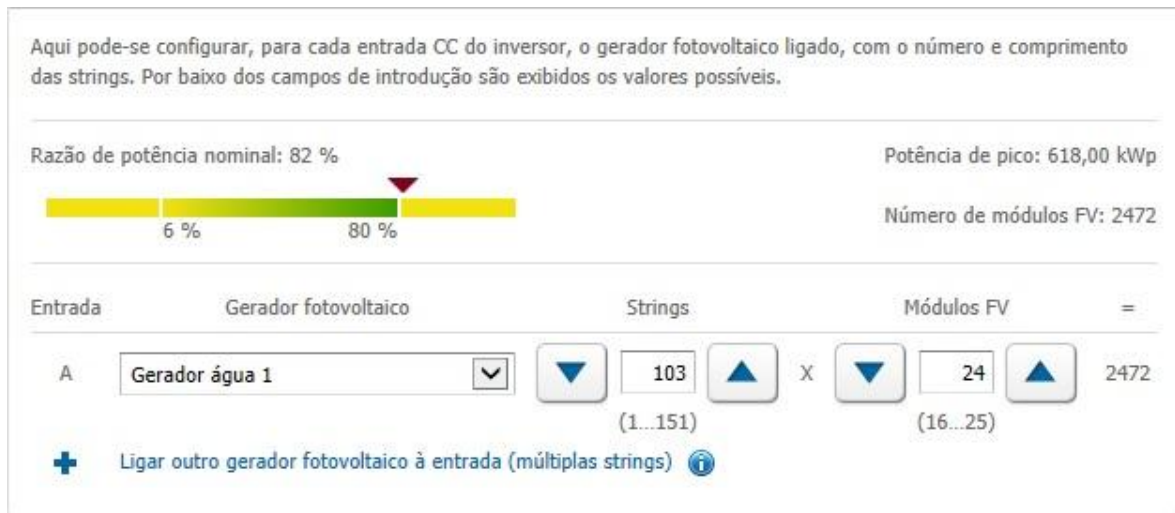 Aqui pode-se configurar, para cada entrada CC do inversor, o gerador fotovoltaico ligado, com o número e comprimento
das strings. Por baixo dos campos de introdução são exibidos os valores possíveis.
Razão de potência nominal: 82 %
Potência de pico: 618,00 kWp
6 % 80 %
Número de módulos FV: 2472
Entrada Gerador fotovoltaico Strings Módulos FV =
A Gerador água 1 103 X 24 2472
(1...151) (16...25)
Ligar outro gerador fotovoltaico à entrada (múltiplas strings)